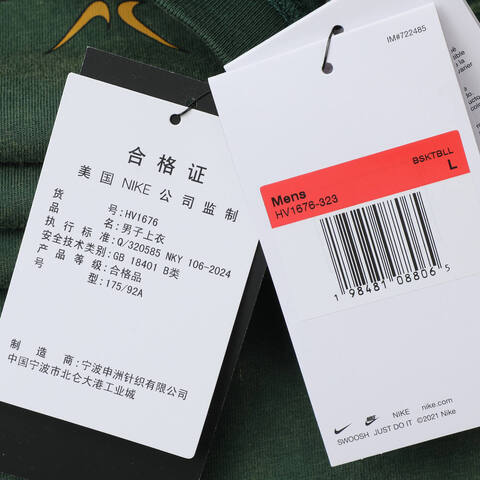 合格证
美国 NIKE 公司监制
货 号:HV1676
品 名:男子上衣
执行标准:Q/320585 NKY 106-2024
安全技术类别:GB 18401 B类
产品等级:合格品
号 型:175/92A
制造商:宁波申洲针织有限公司
中国宁波市北仑大港工业城
IM#722485
BSKTBLL
L
Mens
HV1676-323
1 98481 08806 5
NIKE nike.com
SWOOSH JUST DO IT ©2021 Nike